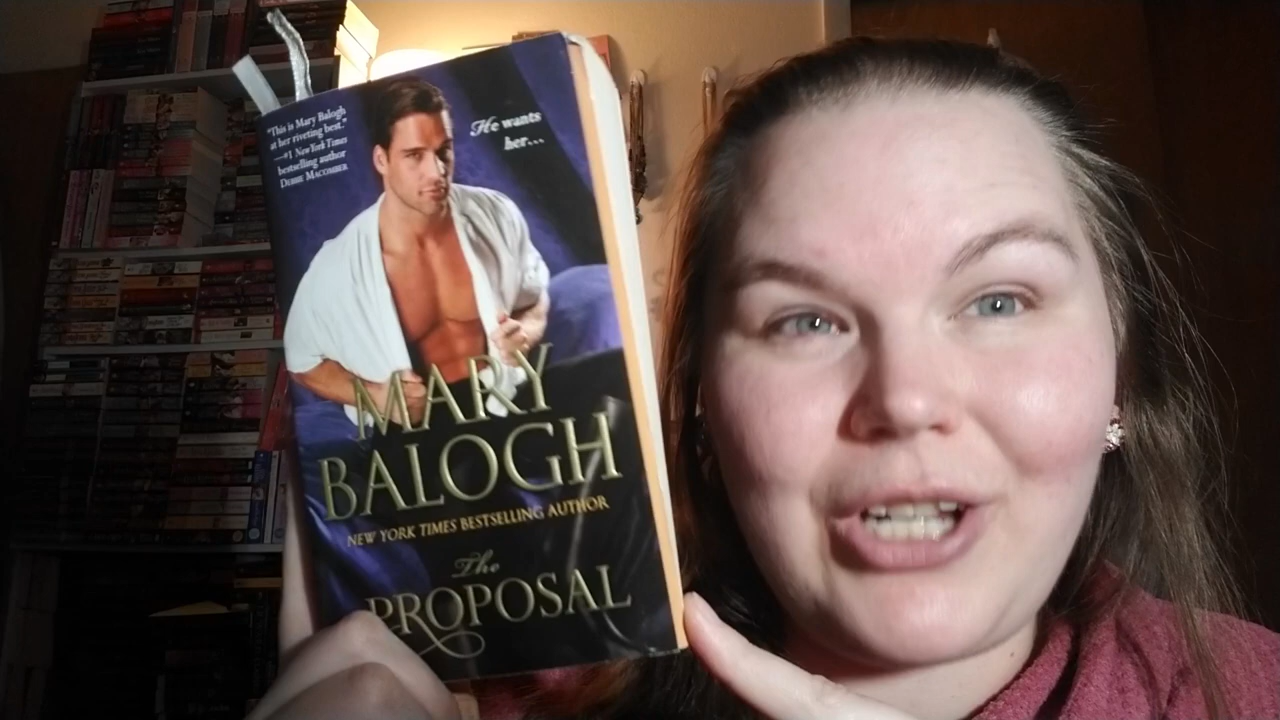 "This is Mary Balogh
at her riveting best."
—#1 New York Times
bestselling author
DEBBIE MACOMBER
He wants
her...
MARY
BALOGH
NEW YORK TIMES BESTSELLING AUTHOR
The
PROPOSAL